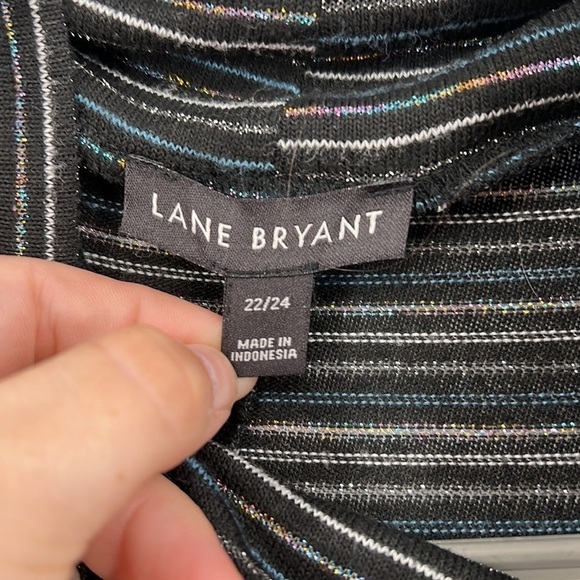 LANE BRYANT
22/24
MADE IN
INDONESIA